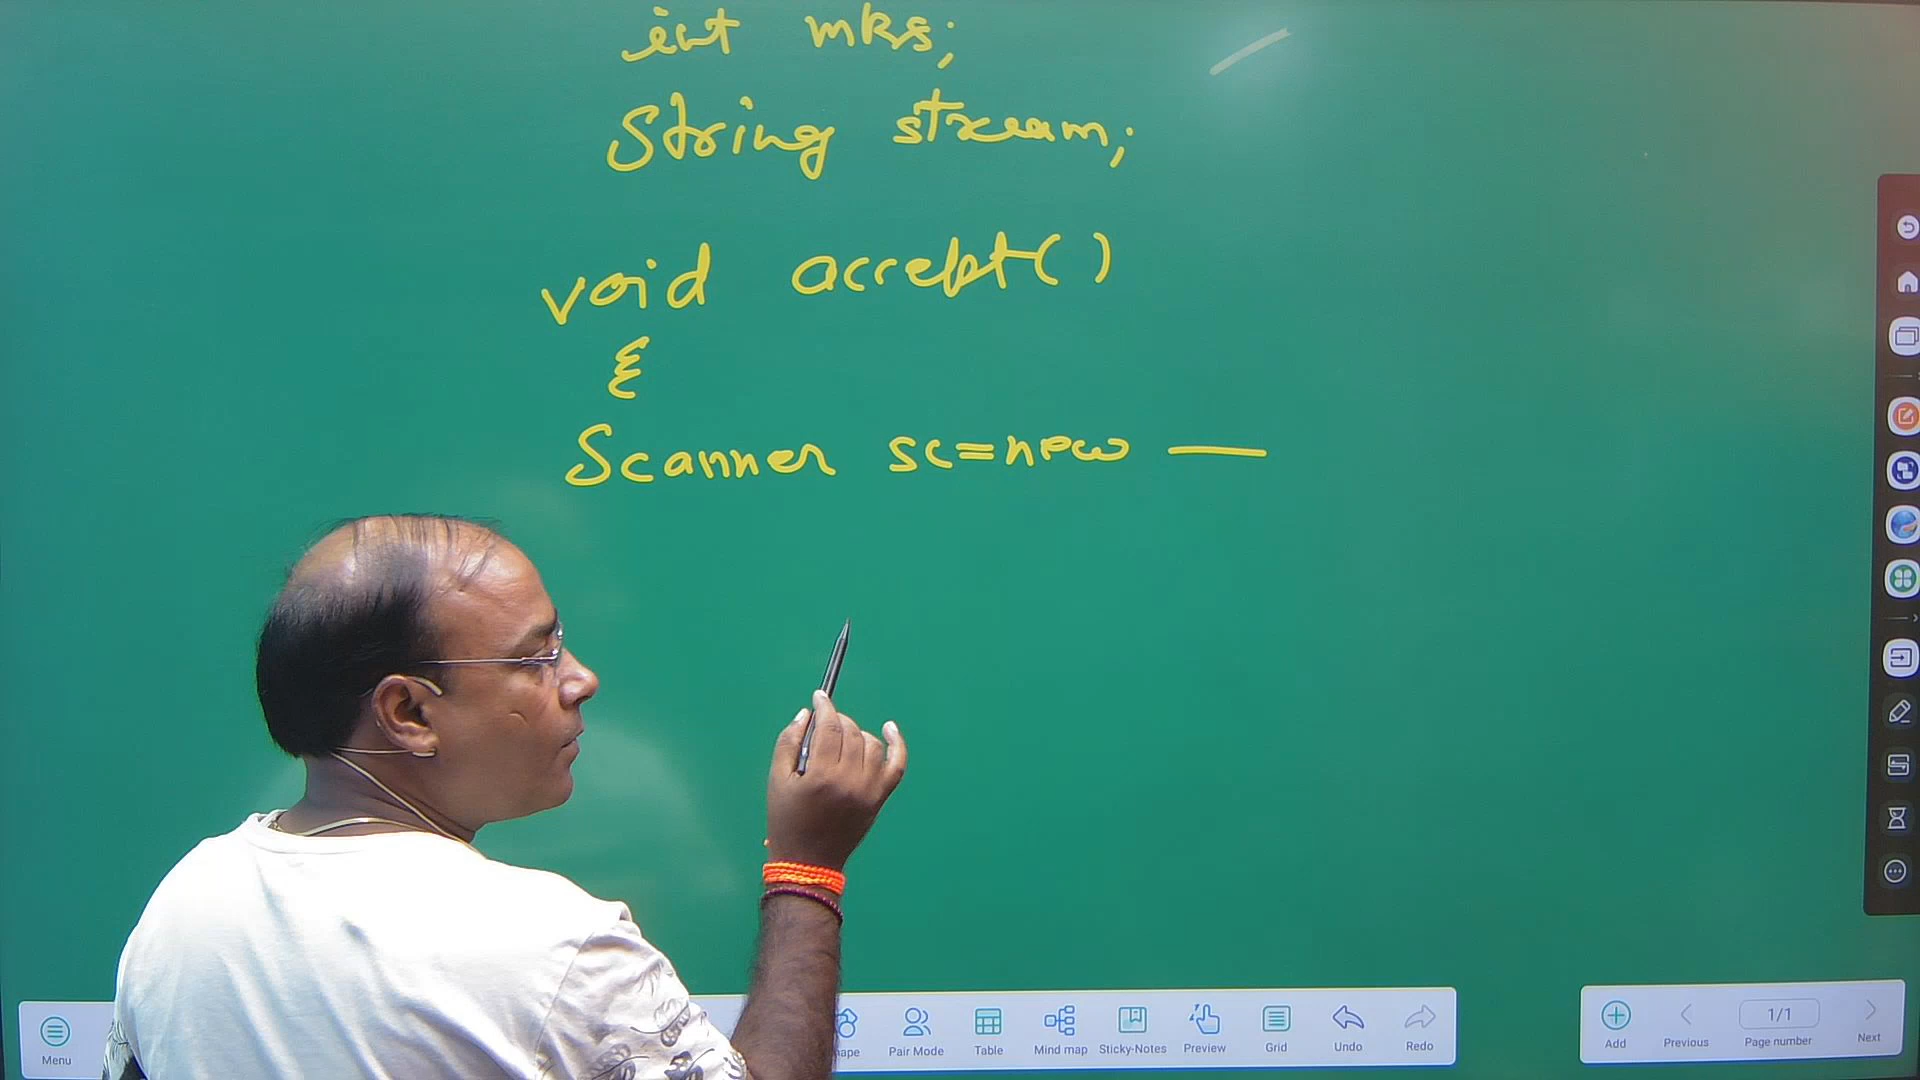 int mks;
String stream;
void accept()
{
Scanner sc=new —
Menu
Pair Mode
Table
Mind map
Sticky-Notes
Preview
Grid
Undo
Redo
Add
Previous
1/1
Page number
Next